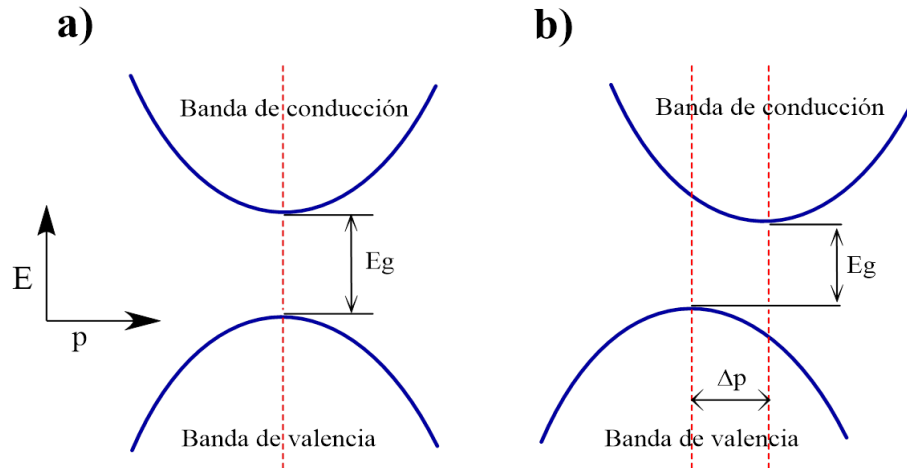 a)
Banda de conducción
Eg
E
p
Banda de valencia
b)
Banda de conducción
Eg
Δp
Banda de valencia